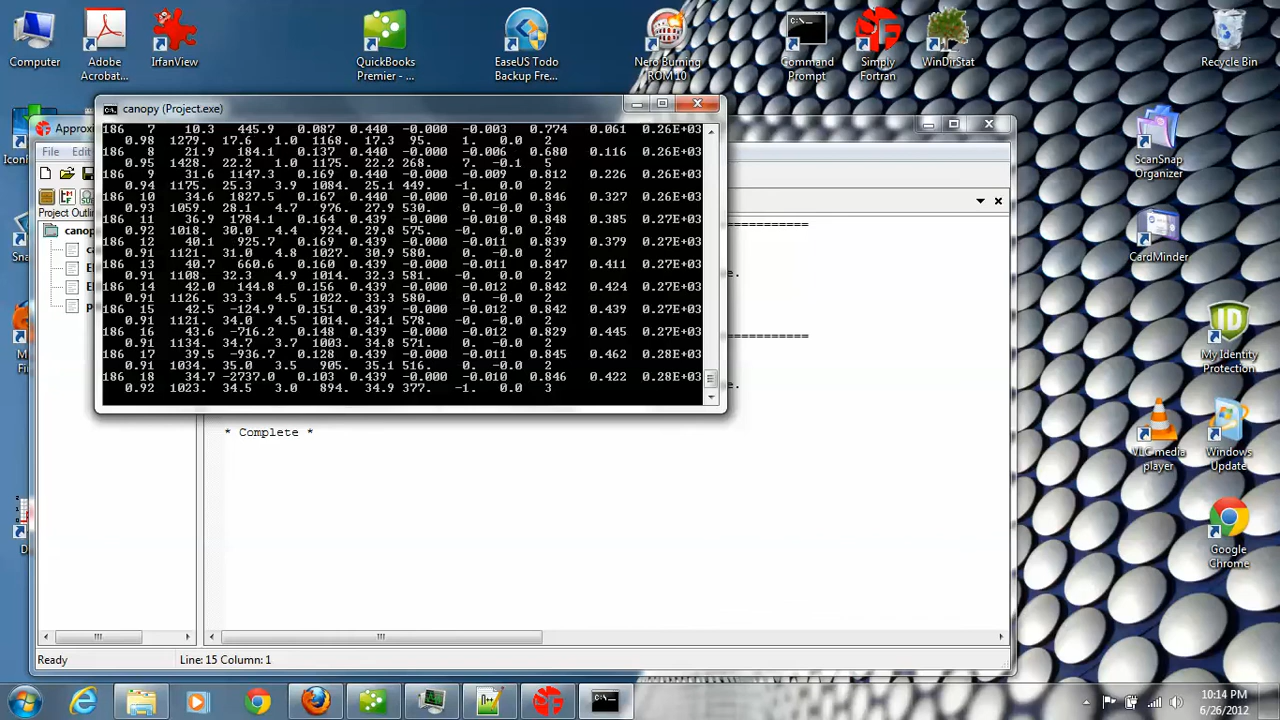 Computer
Adobe
Acrobat...
IrfanView
QuickBooks
Premier - ...
EaseUS Todo
Backup Fre...
Nero Burning
ROM 10
Command
Prompt
Simply
Fortran
WinDirStat
Recycle Bin
canopy (Project.exe)
186 7 10.3 445.9 0.087 0.440 -0.000 -0.003 0.774 0.061 0.26E+03
0.98 1279. 17.6 1.0 1168. 17.3 95. 1. 0.0 2
186 8 21.9 1184.1 0.137 0.440 -0.000 -0.006 0.680 0.116 0.26E+03
0.95 1428. 22.2 1.0 1175. 22.2 268. 7. -0.1 5
186 9 31.6 1147.3 0.169 0.440 -0.000 -0.009 0.812 0.226 0.26E+03
0.94 1175. 25.3 3.9 1084. 25.1 449. -1. 0.0 2
186 10 34.6 1827.5 0.167 0.440 -0.000 -0.010 0.846 0.327 0.26E+03
0.93 1059. 28.1 4.7 976. 27.9 530. 0. -0.0 3
186 11 36.9 1784.1 0.164 0.439 -0.000 -0.010 0.848 0.385 0.27E+03
0.92 1018. 30.0 4.4 922. 29.8 575. -0. -0.0 2
186 12 40.1 925.7 0.169 0.439 -0.000 -0.011 0.839 0.379 0.27E+03
0.91 1121. 31.0 4.8 1027. 30.9 580. 0. -0.0 2
186 13 41.7 660.6 0.160 0.439 -0.000 -0.011 0.847 0.411 0.27E+03
0.91 1108. 32.3 4.9 1014. 32.3 581. -0. 0.0 2
186 14 42.0 144.8 0.156 0.439 -0.000 -0.012 0.842 0.424 0.27E+03
0.91 1126. 33.3 4.5 1022. 33.3 580. 0. -0.0 2
186 15 42.5 -124.9 0.151 0.439 -0.000 -0.012 0.842 0.439 0.27E+03
0.91 1121. 34.0 4.5 1014. 34.1 578. -0. -0.0 2
186 16 43.6 -716.2 0.148 0.439 -0.000 -0.012 0.829 0.445 0.27E+03
571. 0. -0.0 2
186 17 39.5 -936.7 0.128 0.439 -0.000 -0.011 0.845 0.462 0.28E+03
0.91 1034. 35.0 3.5 905. 35.1 516. 0. -0.0 2
186 18 34.7 -2737.0 0.103 0.439 -0.000 -0.010 0.846 0.422 0.28E+03
0.92 1023. 34.5 3.0 894. 34.9 377. -1. 0.0 3
Approxi
File Edit
Project Outlin
canop
* Complete *
Ready
Line: 15 Column: 1
ScanSnap
Organizer
CardMinder
My Identity
Protection
VLC media
player
Windows
Update
Google
Chrome
10:14 PM
6/26/2012